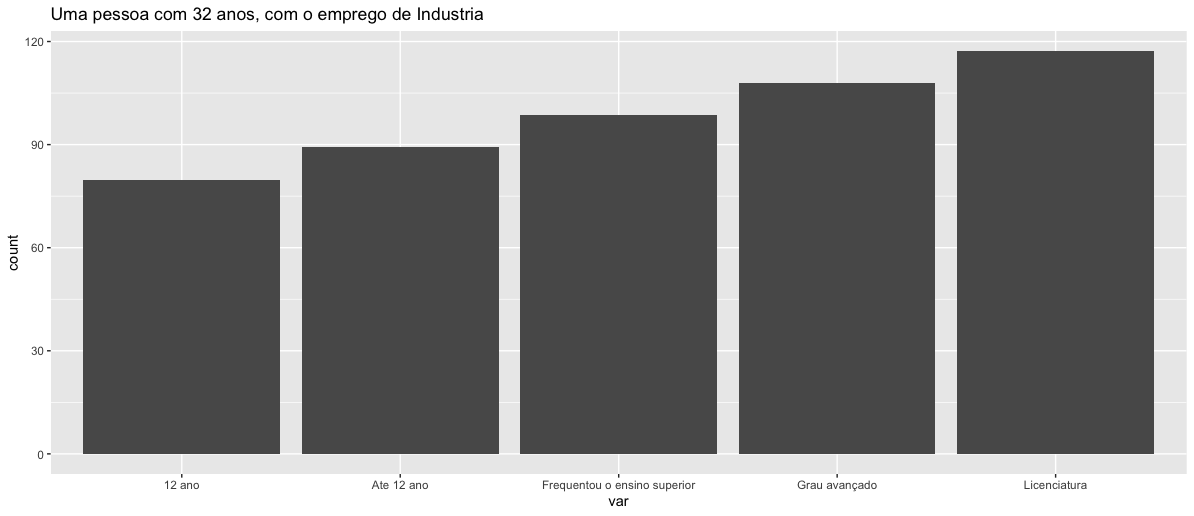 Uma pessoa com 32 anos, com o emprego de Industria
120
90
60
30
0
count
12 ano
Ate 12 ano
Frequentou o ensino superior
Grau avançado
Licenciatura
var